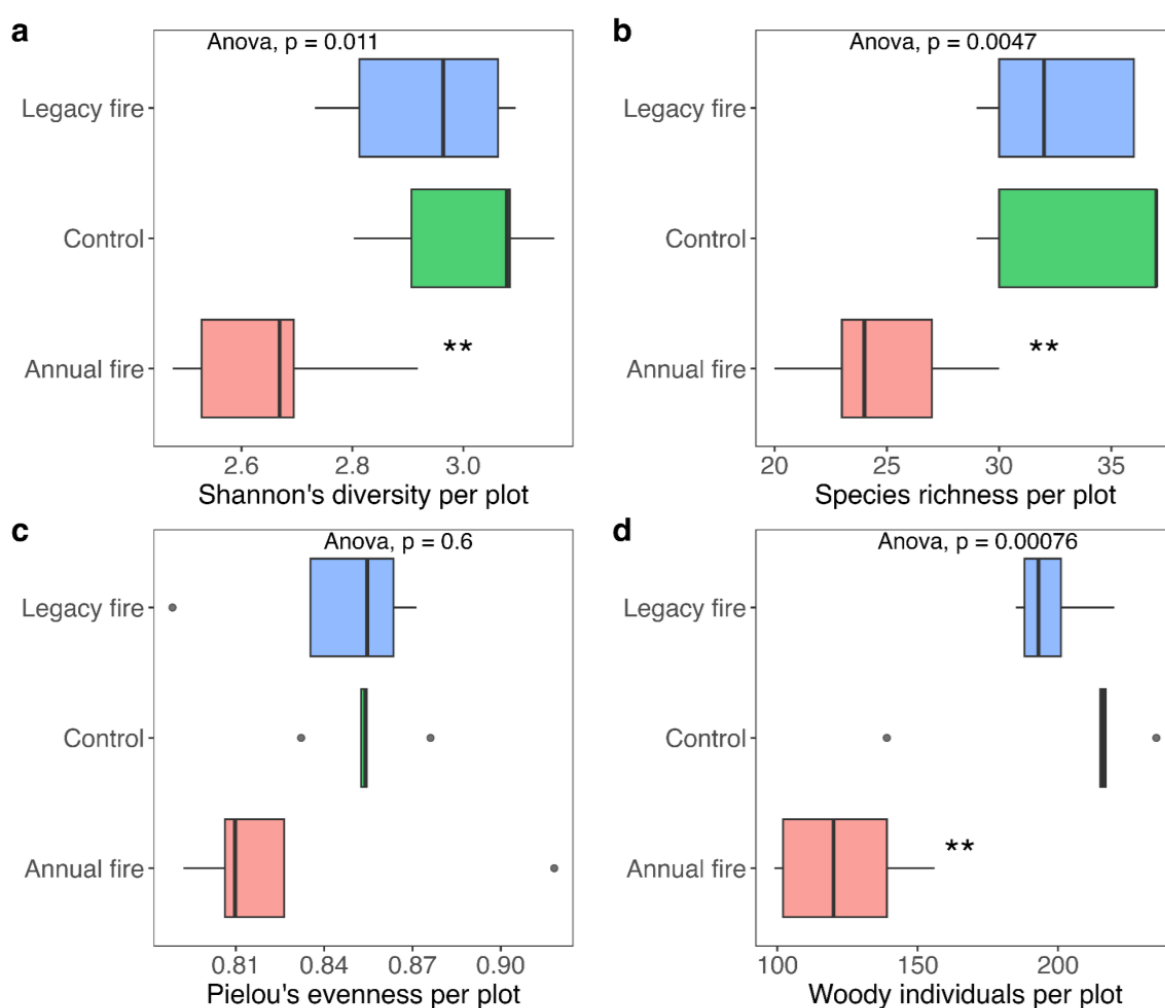 a
Anova, p = 0.011
Legacy fire
Control
Annual fire
**
2.6 2.8 3.0
Shannon's diversity per plot
b
Anova, p = 0.0047
Legacy fire
Control
Annual fire
**
20 25 30 35
Species richness per plot
c
Anova, p = 0.6
Legacy fire
Control
Annual fire
0.81 0.84 0.87 0.90
Pielou's evenness per plot
d
Anova, p = 0.00076
Legacy fire
Control
Annual fire
**
100 150 200
Woody individuals per plot